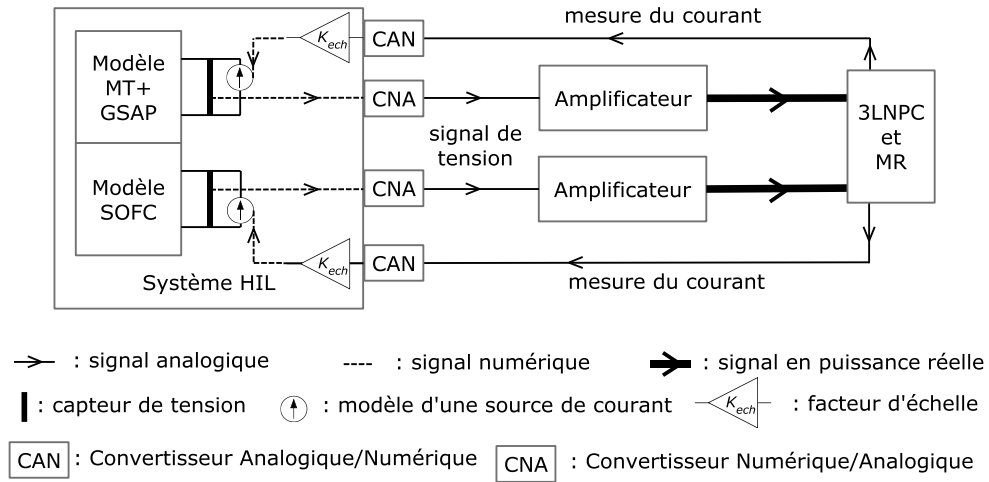 mesure du courant
K_ech
CAN
Modèle
MT+
GSAP
CNA
Amplificateur
3LNPC
et
MR
signal de
tension
Modèle
SOFC
CNA
Amplificateur
K_ech
CAN
Système HIL
mesure du courant
: signal analogique
: signal numérique
: signal en puissance réelle
: capteur de tension
: modèle d'une source de courant
K_ech
: facteur d'échelle
CAN
: Convertisseur Analogique/Numérique
CNA
: Convertisseur Numérique/Analogique